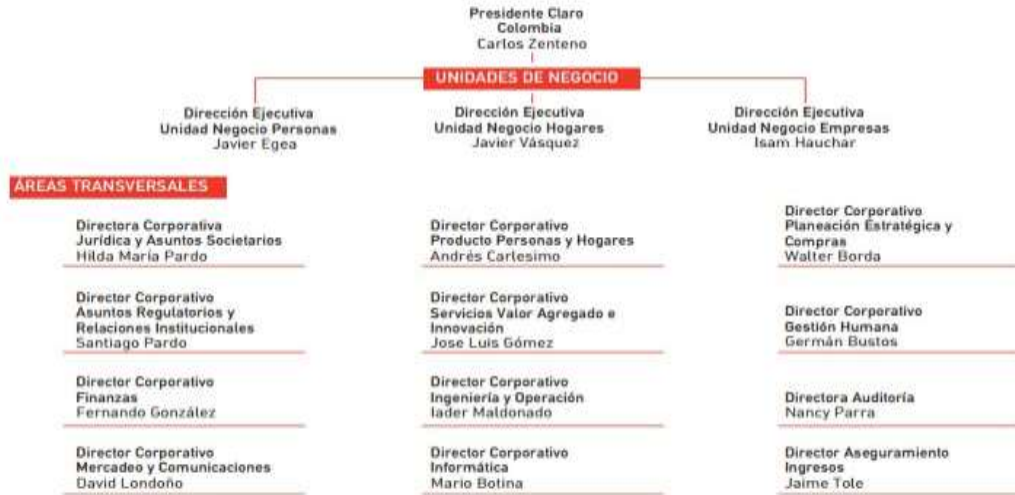 Presidente Claro
Colombia
Carlos Zenteno
UNIDADES DE NEGOCIO
Dirección Ejecutiva
Unidad Negocio Personas
Javier Egea
Dirección Ejecutiva
Unidad Negocio Hogares
Javier Vásquez
Dirección Ejecutiva
Unidad Negocio Empresas
Isam Hauchar
ÁREAS TRANSVERSALES
Directora Corporativa
Jurídica y Asuntos Societarios
Hilda María Pardo
Director Corporativo
Asuntos Regulatorios y
Relaciones Institucionales
Santiago Pardo
Director Corporativo
Finanzas
Fernando González
Director Corporativo
Mercadeo y Comunicaciones
David Londoño
Director Corporativo
Producto Personas y Hogares
Andrés Carlesimo
Director Corporativo
Servicios Valor Agregado e
Innovación
Jose Luis Gómez
Director Corporativo
Ingeniería y Operación
Iader Maldonado
Director Corporativo
Informática
Mario Botina
Director Corporativo
Planeación Estratégica y
Compras
Walter Borda
Director Corporativo
Gestión Humana
Germán Bustos
Directora Auditoría
Nancy Parra
Director Aseguramiento
Ingresos
Jaime Tole